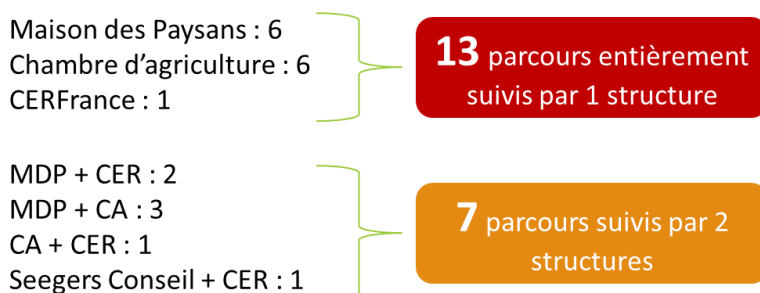 Maison des Paysans : 6
Chambre d'agriculture : 6
CERFrance : 1
13 parcours entièrement
suivis par 1 structure
MDP + CER : 2
MDP + CA : 3
CA + CER : 1
Seegers Conseil + CER : 1
7 parcours suivis par 2
structures